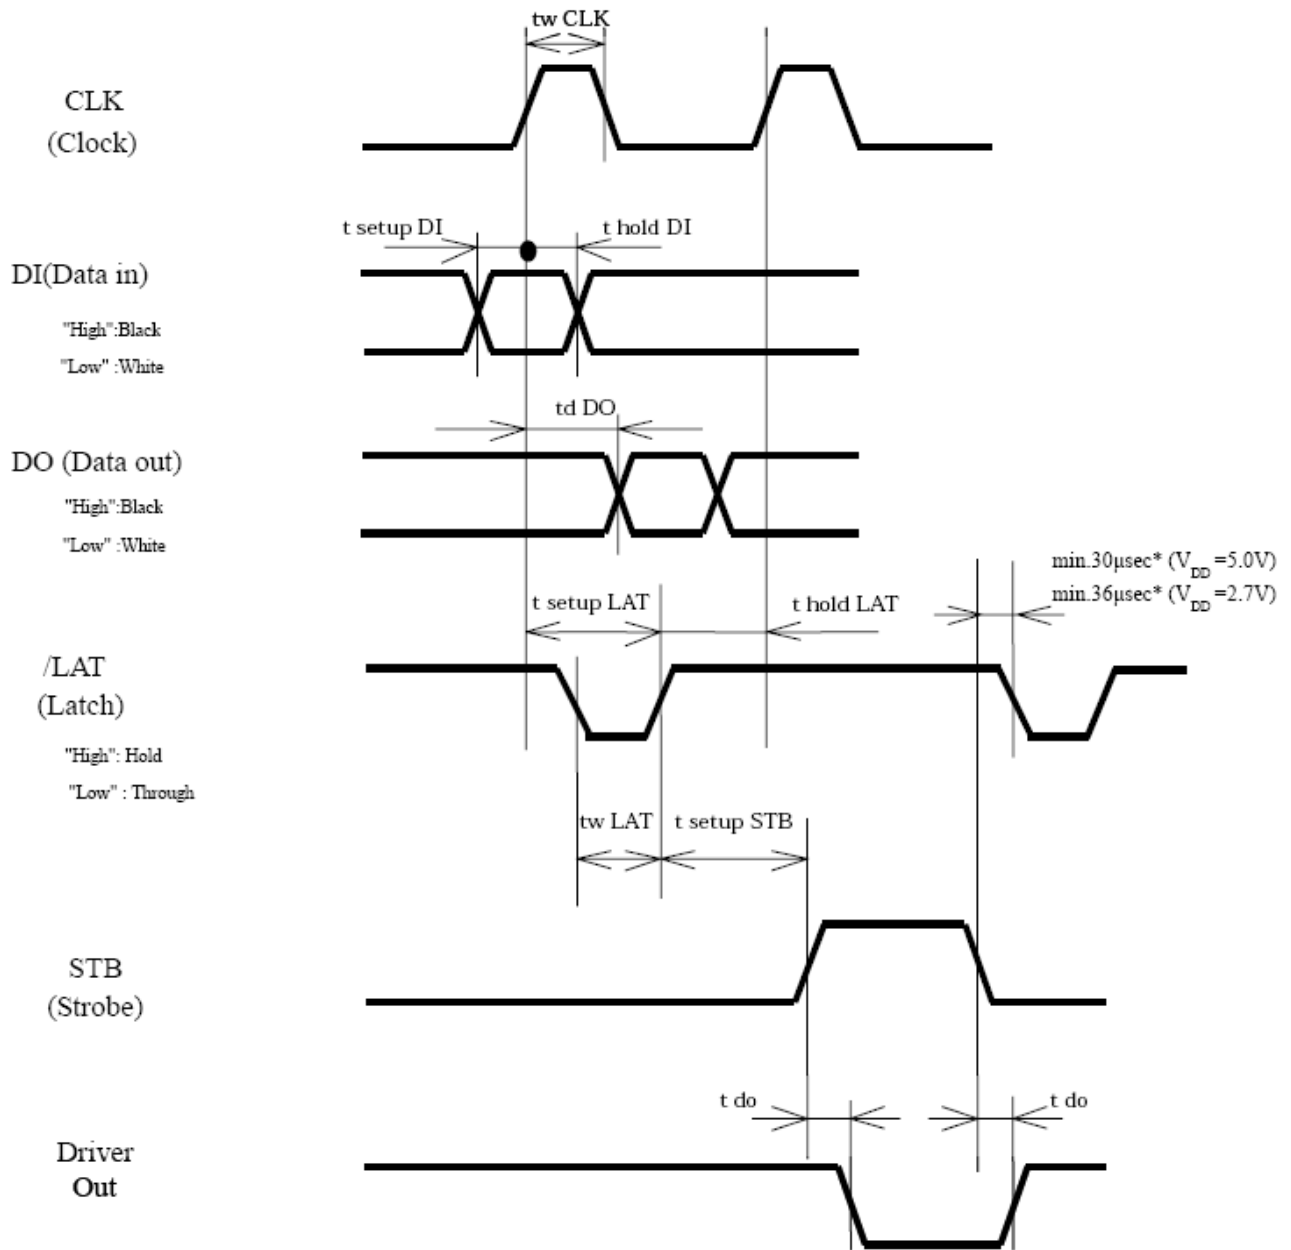 tw CLK
CLK
(Clock)
t setup DI
t hold DI
DI(Data in)
"High":Black
"Low" :White
td DO
DO (Data out)
"High":Black
"Low" :White
min.30μsec* (VDD =5.0V)
min.36μsec* (VDD =2.7V)
t setup LAT
t hold LAT
/LAT
(Latch)
"High": Hold
"Low" : Through
tw LAT
t setup STB
STB
(Strobe)
t do
t do
Driver
Out